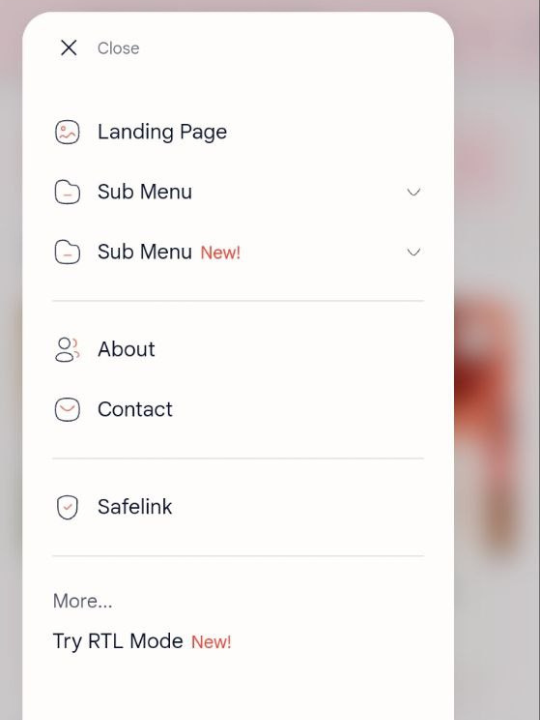 Close
Landing Page
Sub Menu
Sub Menu New!
About
Contact
Safelink
More...
Try RTL Mode New!